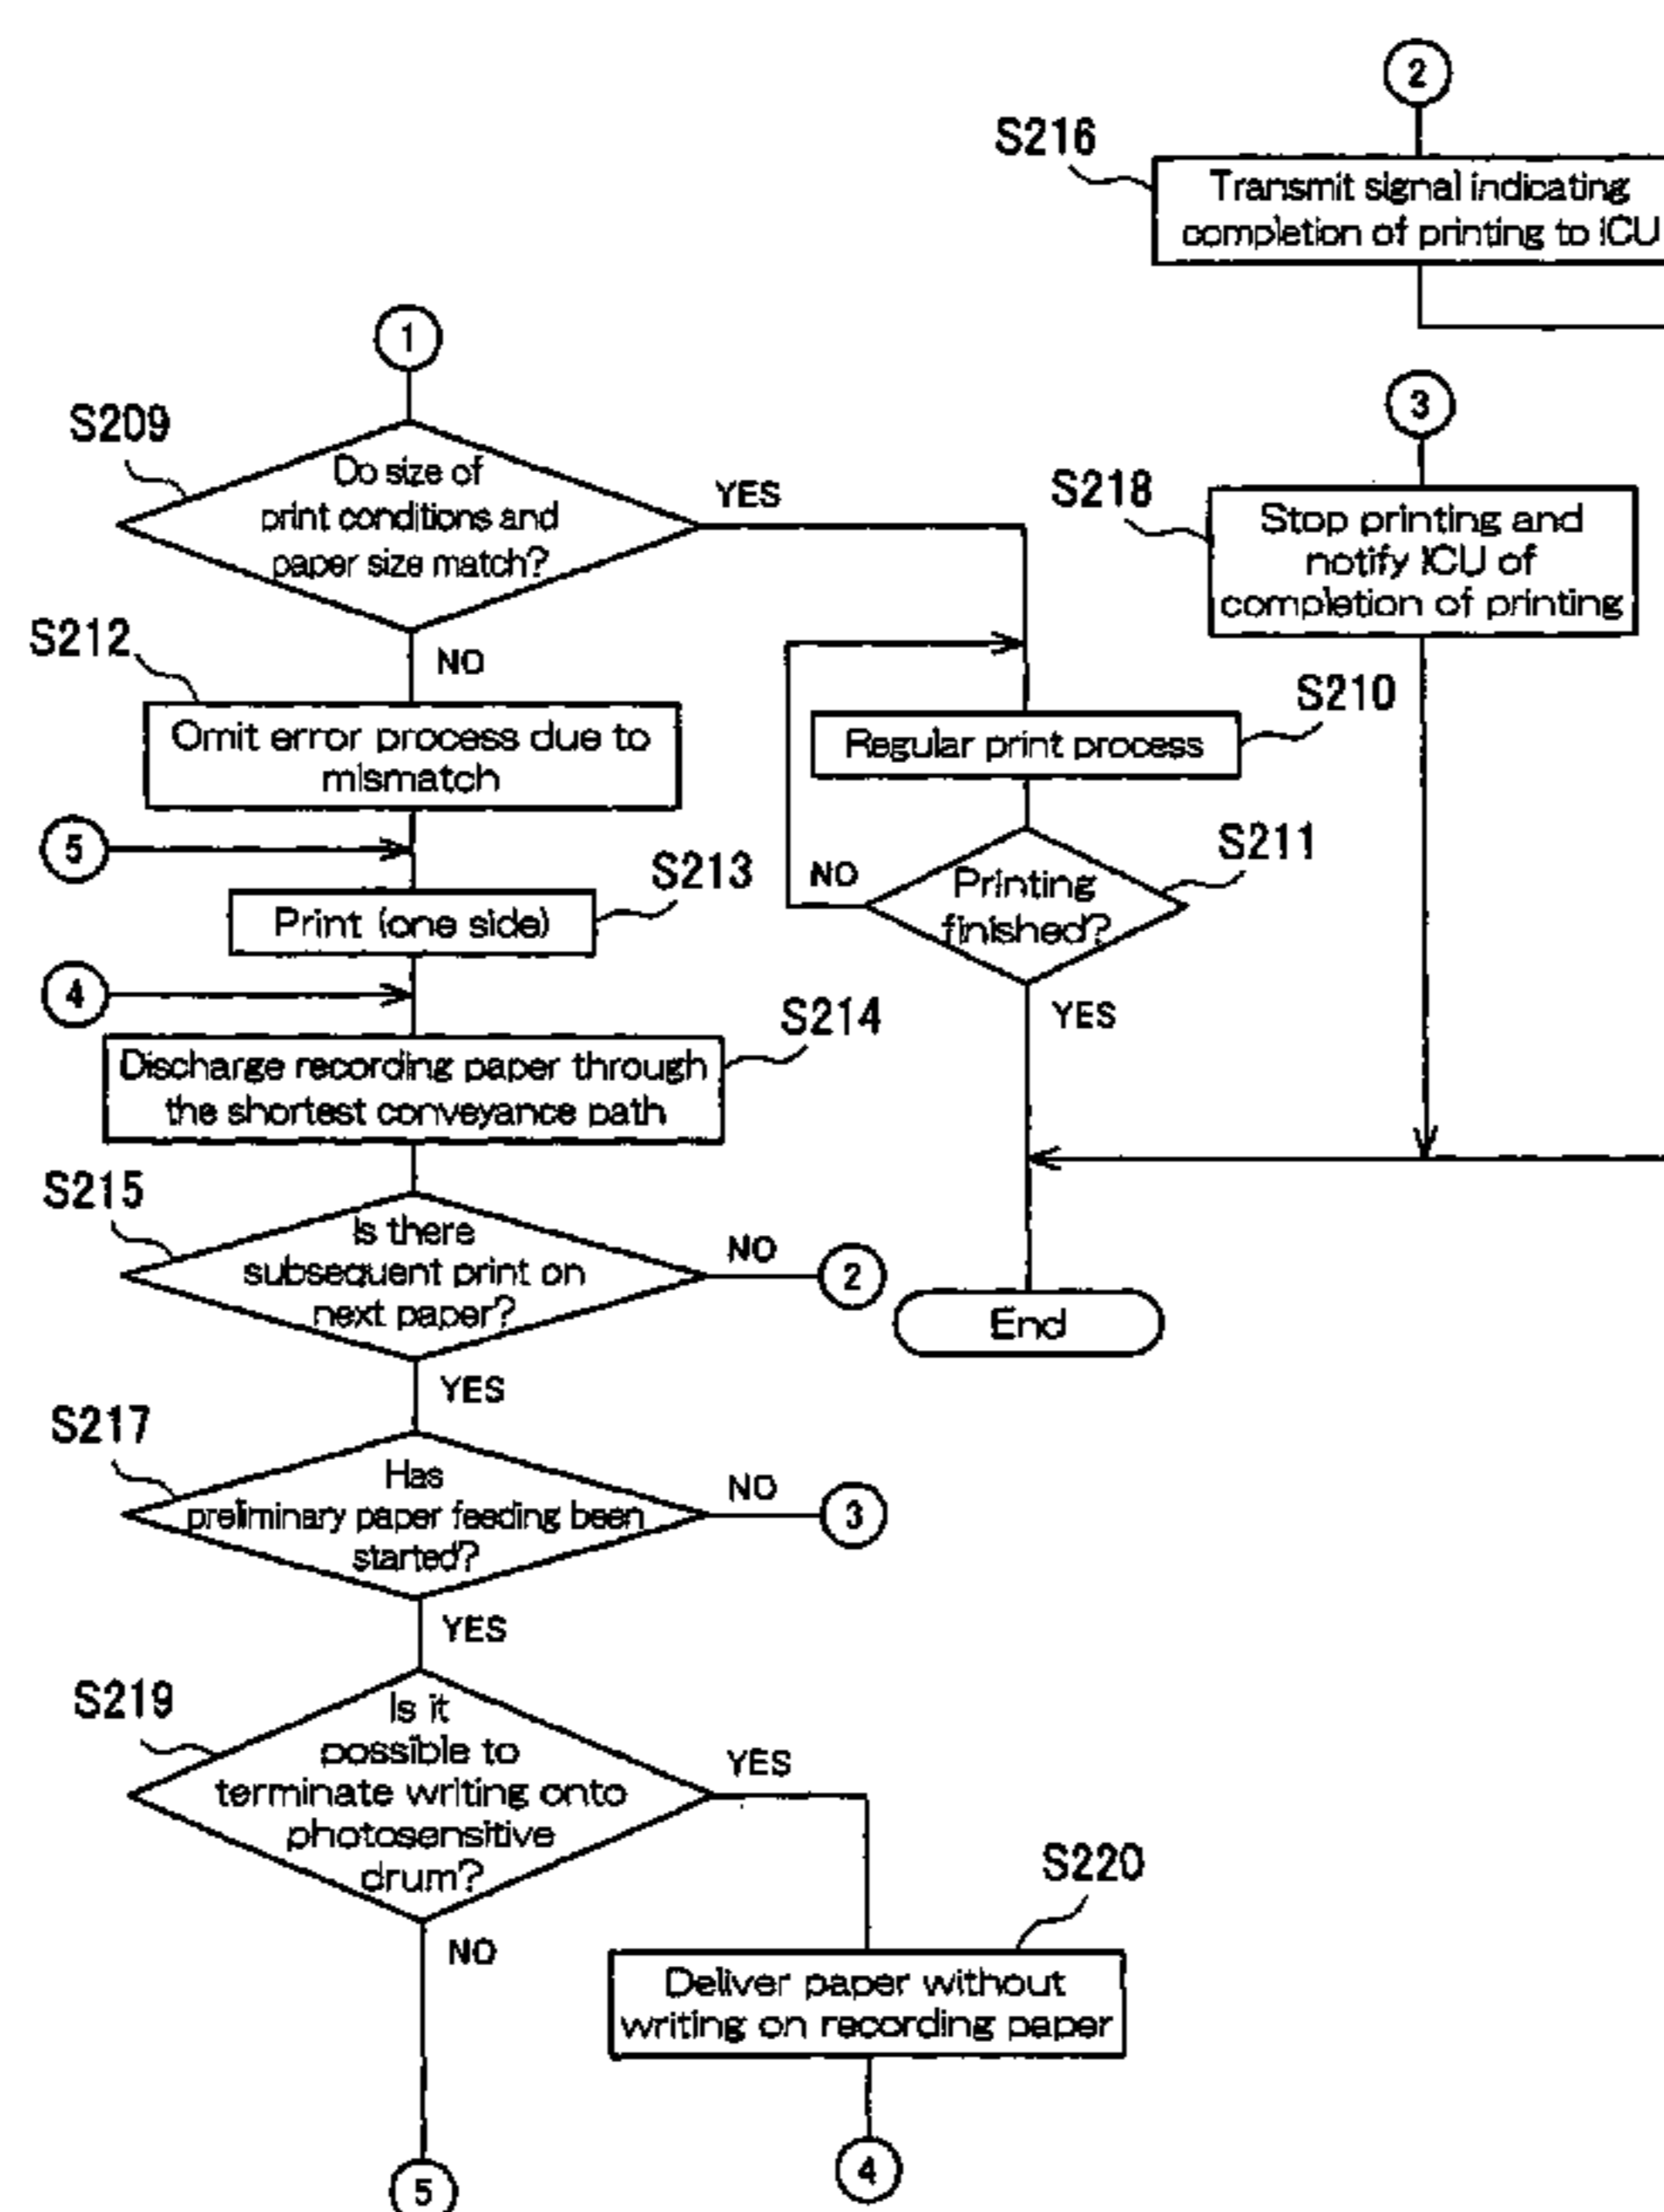 2
S216
Transmit signal indicating
completion of printing to ICU
1
S209
Do size of
print conditions and
paper size match?
YES
3
S218
Stop printing and
notify ICU of
completion of printing
NO
S212
Omit error process due to
mismatch
S210
Regular print process
5
S213
Print (one side)
S211
Printing
finished?
NO
YES
4
S214
Discharge recording paper through
the shortest conveyance path
S215
Is there
subsequent print on
next paper?
NO
2
End
YES
S217
Has
preliminary paper feeding been
started?
NO
3
YES
S219
Is it
possible to
terminate writing onto
photosensitive
drum?
YES
NO
S220
Deliver paper without
writing on recording paper
5
4